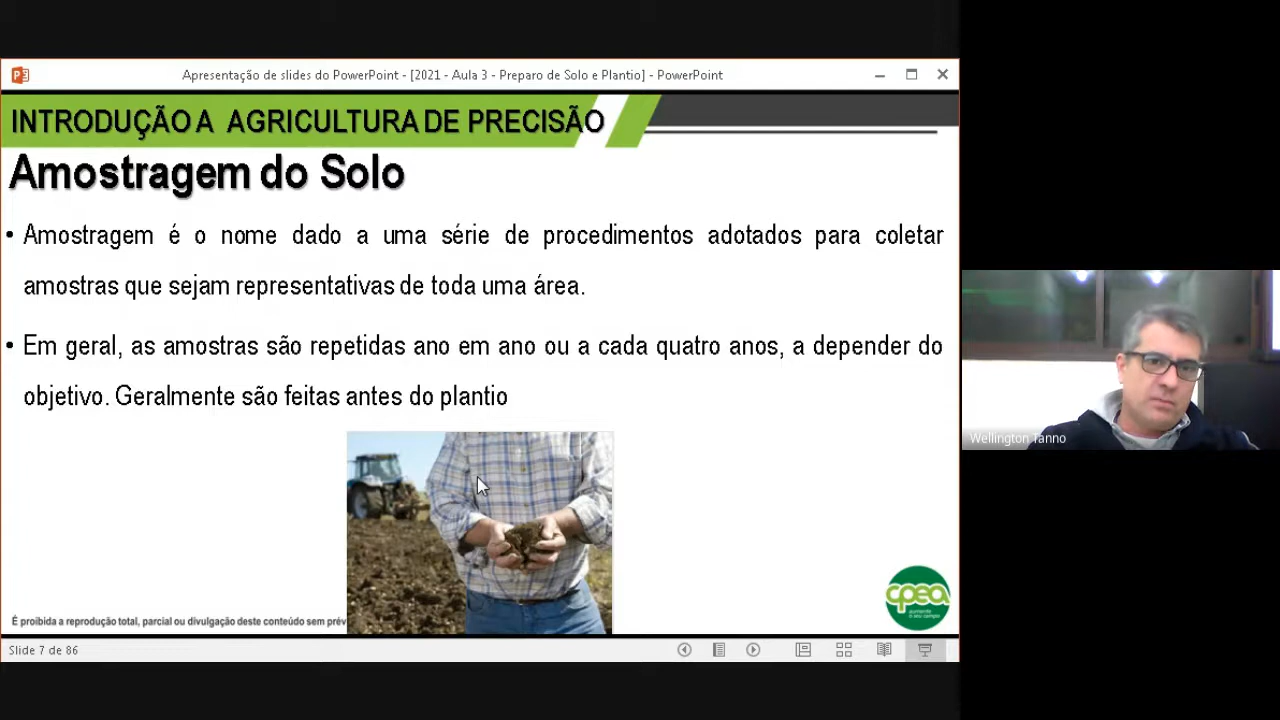 Apresentação de slides do PowerPoint - [2021 - Aula 3 - Preparo de Solo e Plantio] - PowerPoint
INTRODUÇÃO A AGRICULTURA DE PRECISÃO
Amostragem do Solo
• Amostragem é o nome dado a uma série de procedimentos adotados para coletar
amostras que sejam representativas de toda uma área.
• Em geral, as amostras são repetidas ano em ano ou a cada quatro anos, a depender do
objetivo. Geralmente são feitas antes do plantio
Wellington Tanno
cpea
aumente
o seu campo
É proibida a reprodução total, parcial ou divulgação deste conteúdo sem prév
Slide 7 de 86